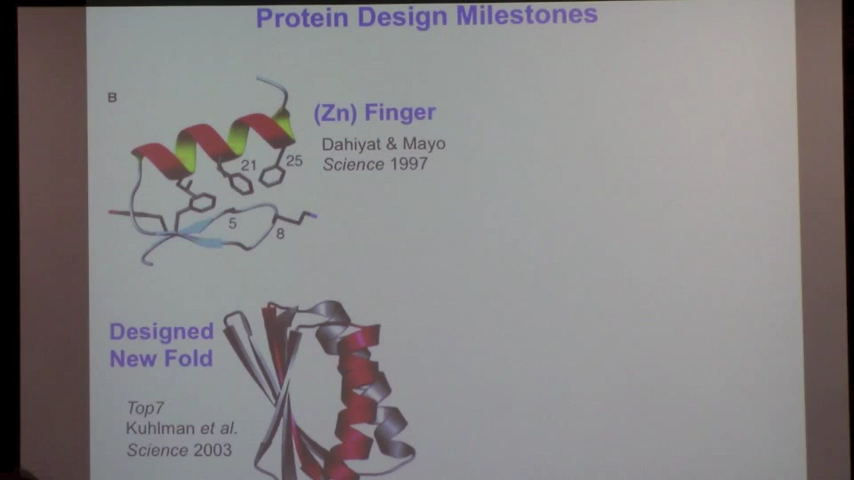 Protein Design Milestones
B
(Zn) Finger
Dahiyat & Mayo
Science 1997
21
25
5
8
Designed
New Fold
Top7
Kuhlman et al.
Science 2003